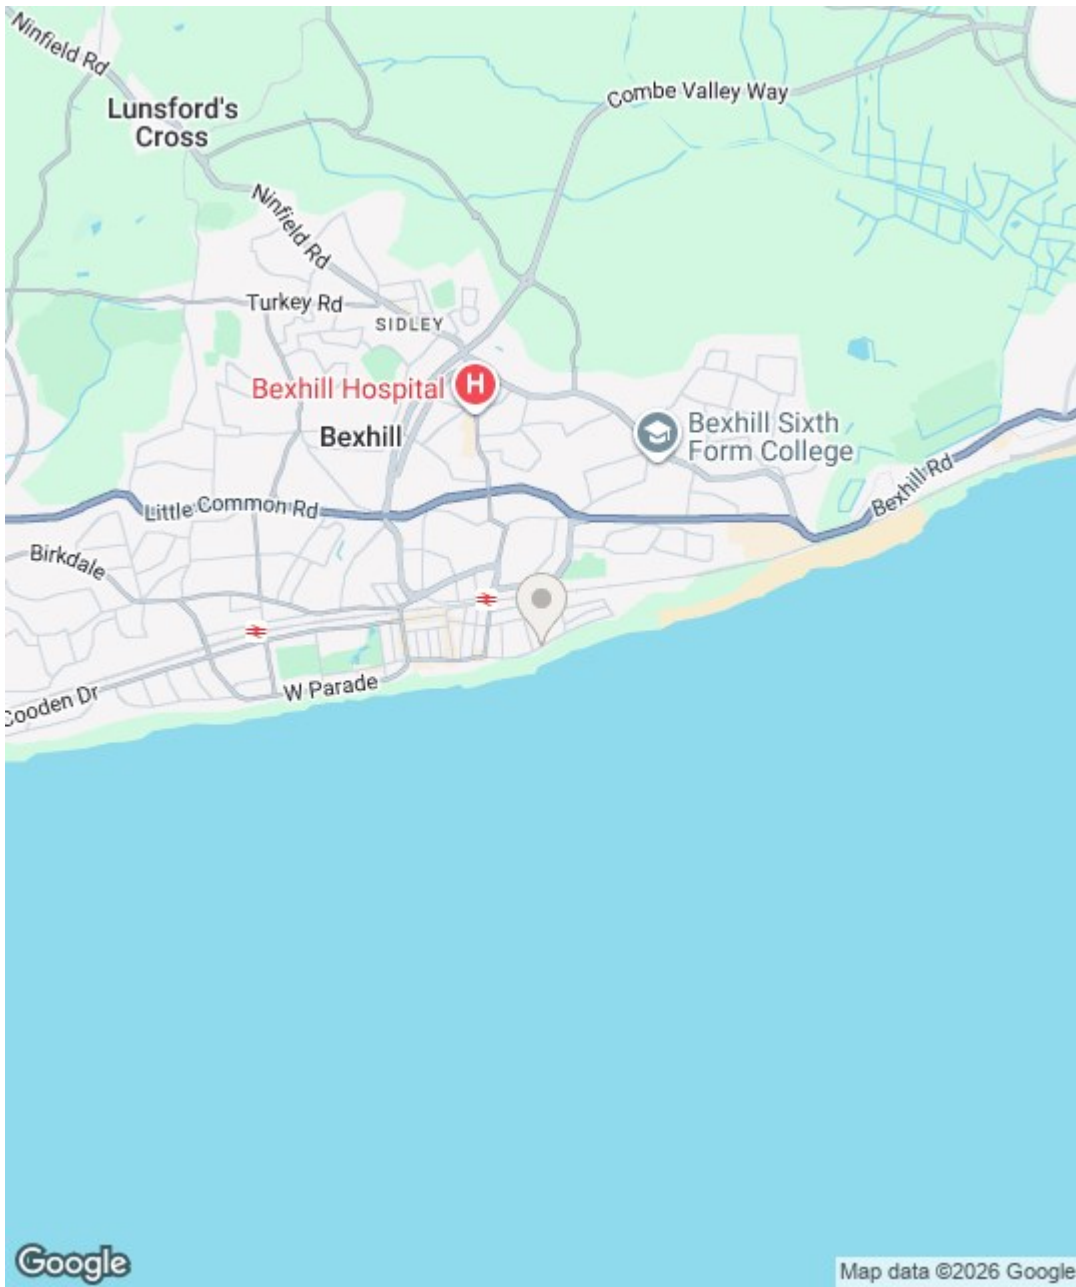 Ninfield Rd
Combe Valley Way
Lunsford's
Cross
Ninfield Rd
Turkey Rd
SIDLEY
Bexhill Hospital
H
Bexhill
Bexhill Sixth
Form College
Bexhill Rd
Little Common Rd
Birkdale
W Parade
Cooden Dr
Google
Map data ©2026 Google